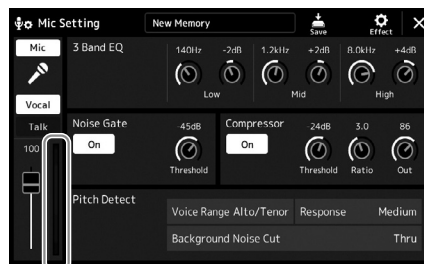 Mic Setting
New Memory
Save
Effect
Mic
Vocal
Talk
100
3 Band EQ
140Hz -2dB 1.2kHz +2dB 8.0kHz +4dB
Low Mid High
Noise Gate
On
-45dB
Threshold
Compressor
On
-24dB 3.0 86
Threshold Ratio Out
Pitch Detect
Voice Range Alto/Tenor Response Medium
Background Noise Cut Thru